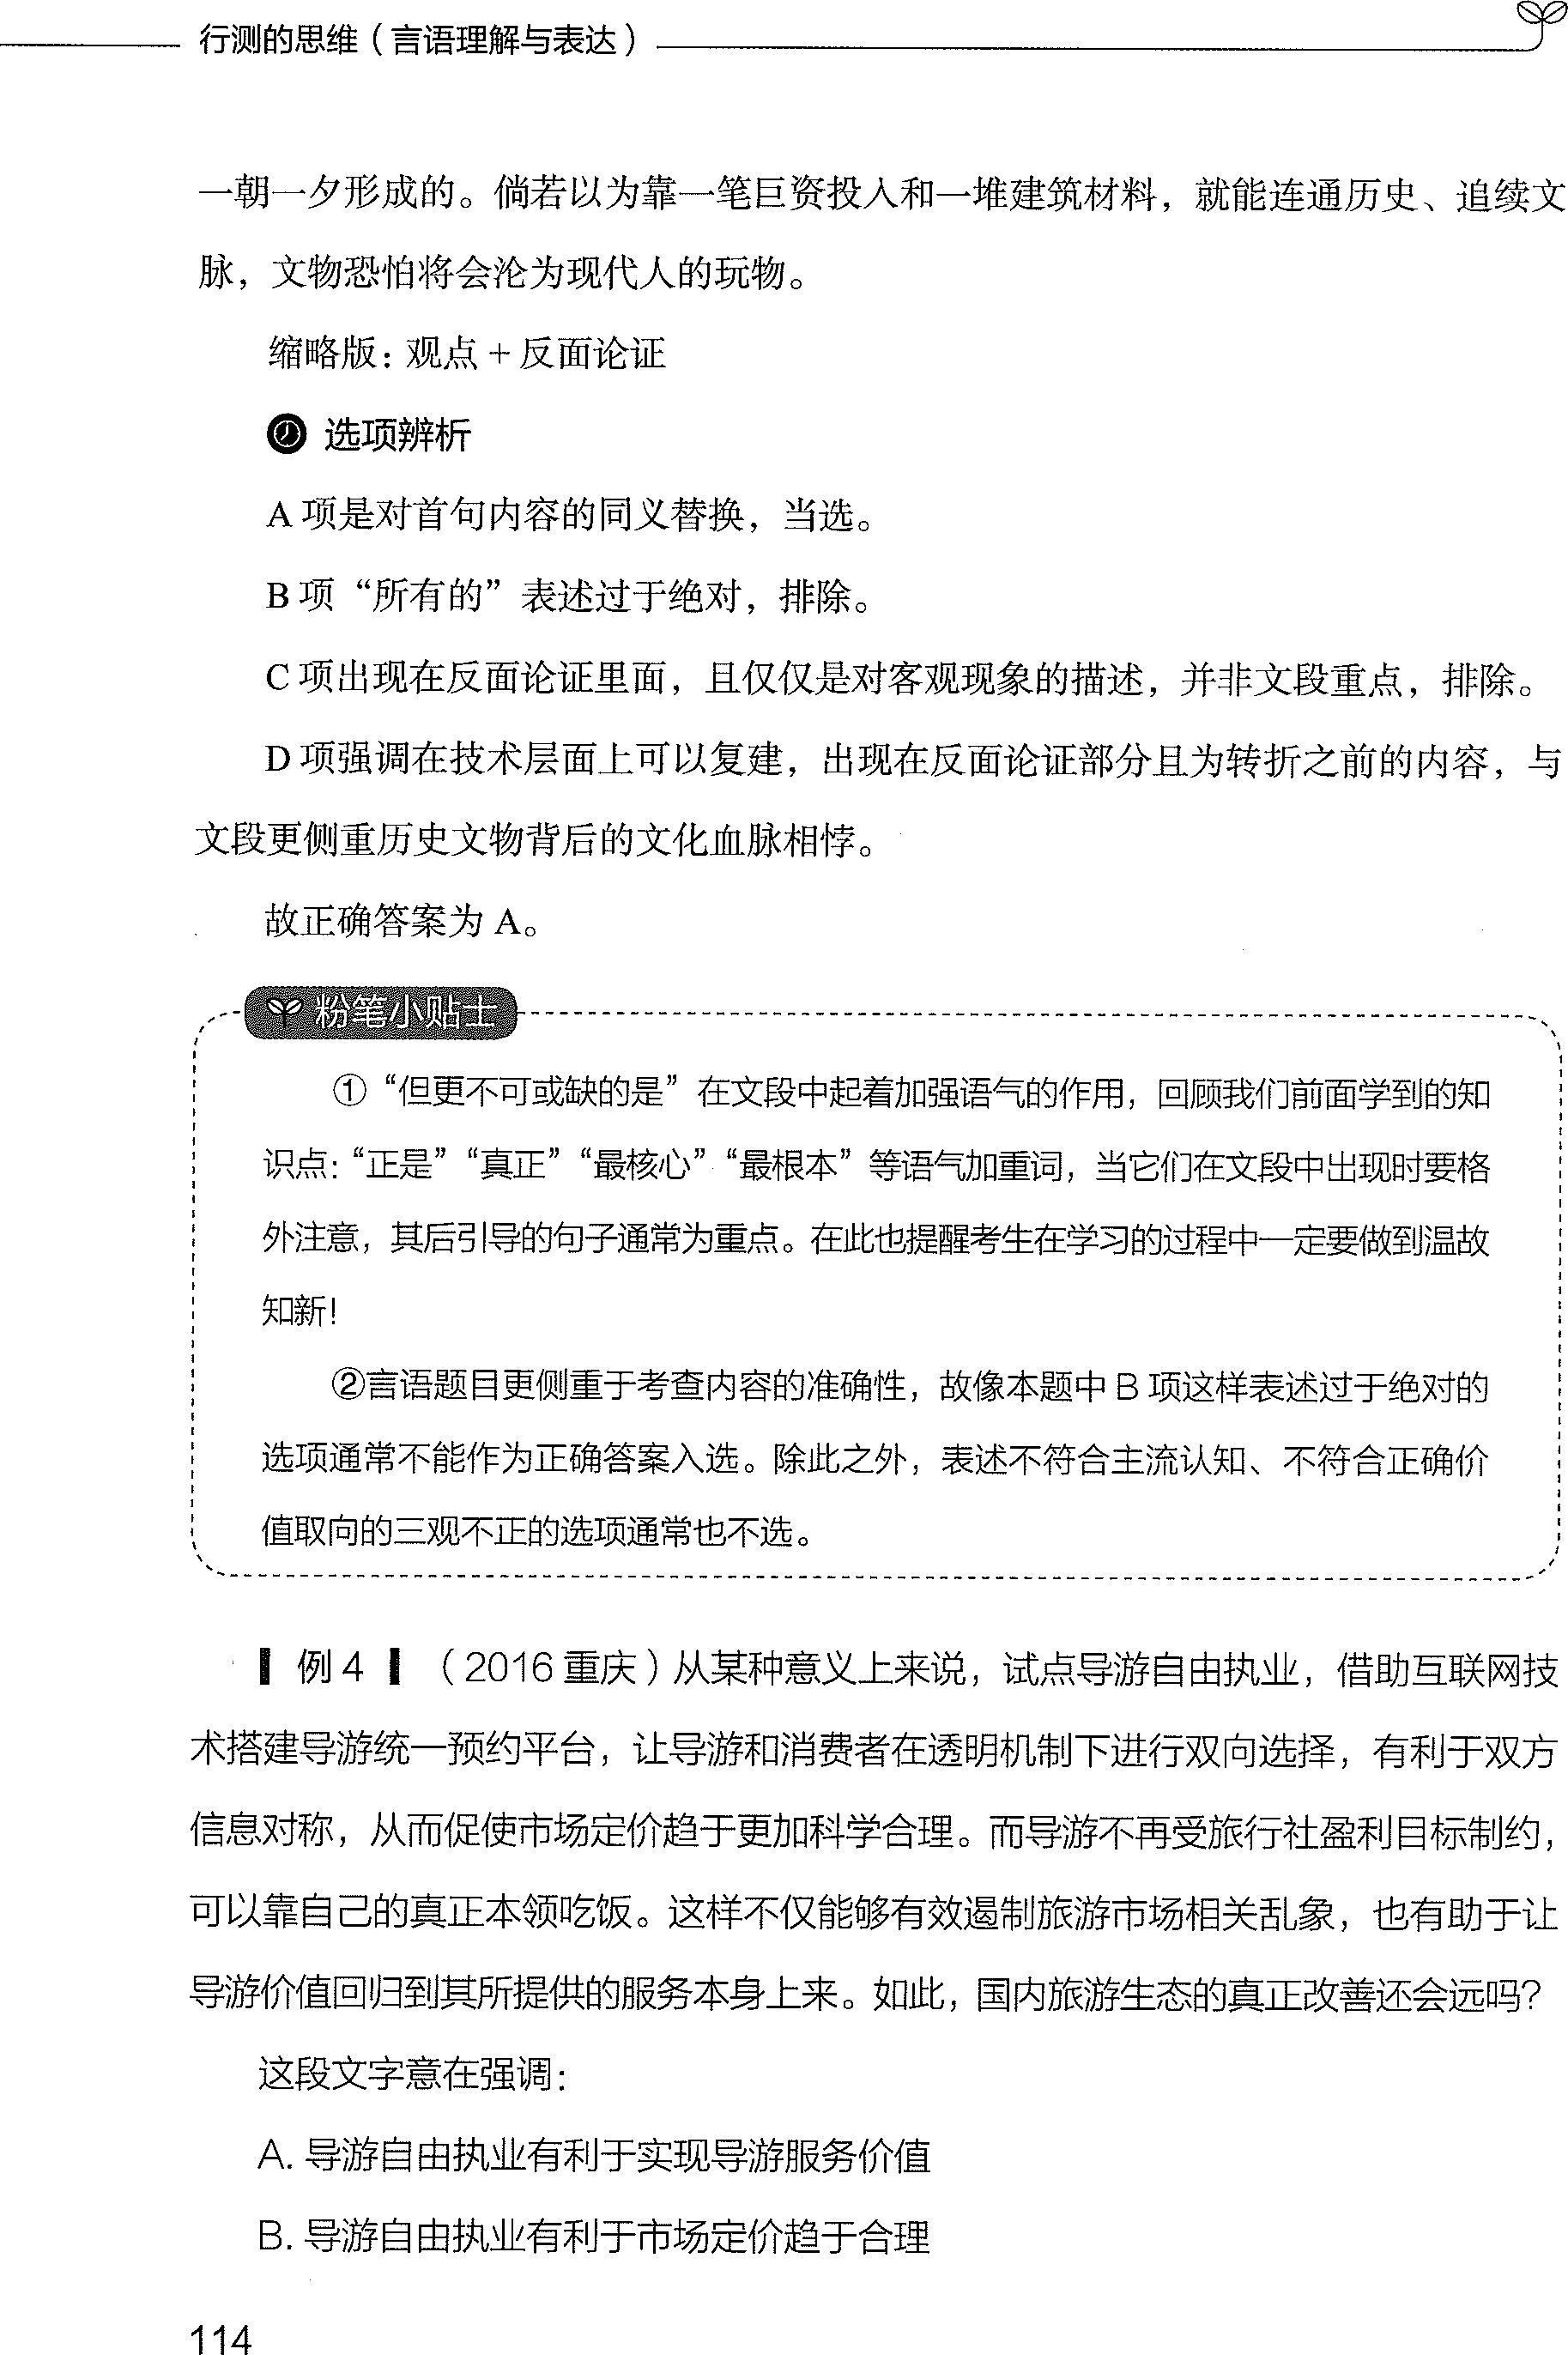 行测的思维（言语理解与表达）
一朝一夕形成的。倘若以为靠一笔巨资投入和一堆建筑材料，就能连通历史、追续文
脉，文物恐怕将会沦为现代人的玩物。
缩略版：观点 + 反面论证
选项辨析
A 项是对首句内容的同义替换，当选。
B 项“所有的”表述过于绝对，排除。
C 项出现在反面论证里面，且仅仅是对客观现象的描述，并非文段重点，排除。
D 项强调在技术层面上可以复建，出现在反面论证部分且为转折之前的内容，与
文段更侧重历史文物背后的文化血脉相悖。
故正确答案为 A。
粉笔小贴士
①“但更不可或缺的是”在文段中起着加强语气的作用，回顾我们前面学到的知
识点：“正是”“真正”“最核心”“最根本”等语气加重词，当它们在文段中出现时要格
外注意，其后引导的句子通常为重点。在此也提醒考生在学习的过程中一定要做到温故
知新！
②言语题目更侧重于考查内容的准确性，故像本题中 B 项这样表述过于绝对的
选项通常不能作为正确答案入选。除此之外，表述不符合主流认知、不符合正确价
值取向的三观不正的选项通常也不选。
例 4 （2016 重庆）从某种意义上来说，试点导游自由执业，借助互联网技
术搭建导游统一预约平台，让导游和消费者在透明机制下进行双向选择，有利于双方
信息对称，从而促使市场定价趋于更加科学合理。而导游不再受旅行社盈利目标制约，
可以靠自己的真正本领吃饭。这样不仅能够有效遏制旅游市场相关乱象，也有助于让
导游价值回归到其所提供的服务本身上来。如此，国内旅游生态的真正改善还会远吗？
这段文字意在强调：
A. 导游自由执业有利于实现导游服务价值
B. 导游自由执业有利于市场定价趋于合理
114